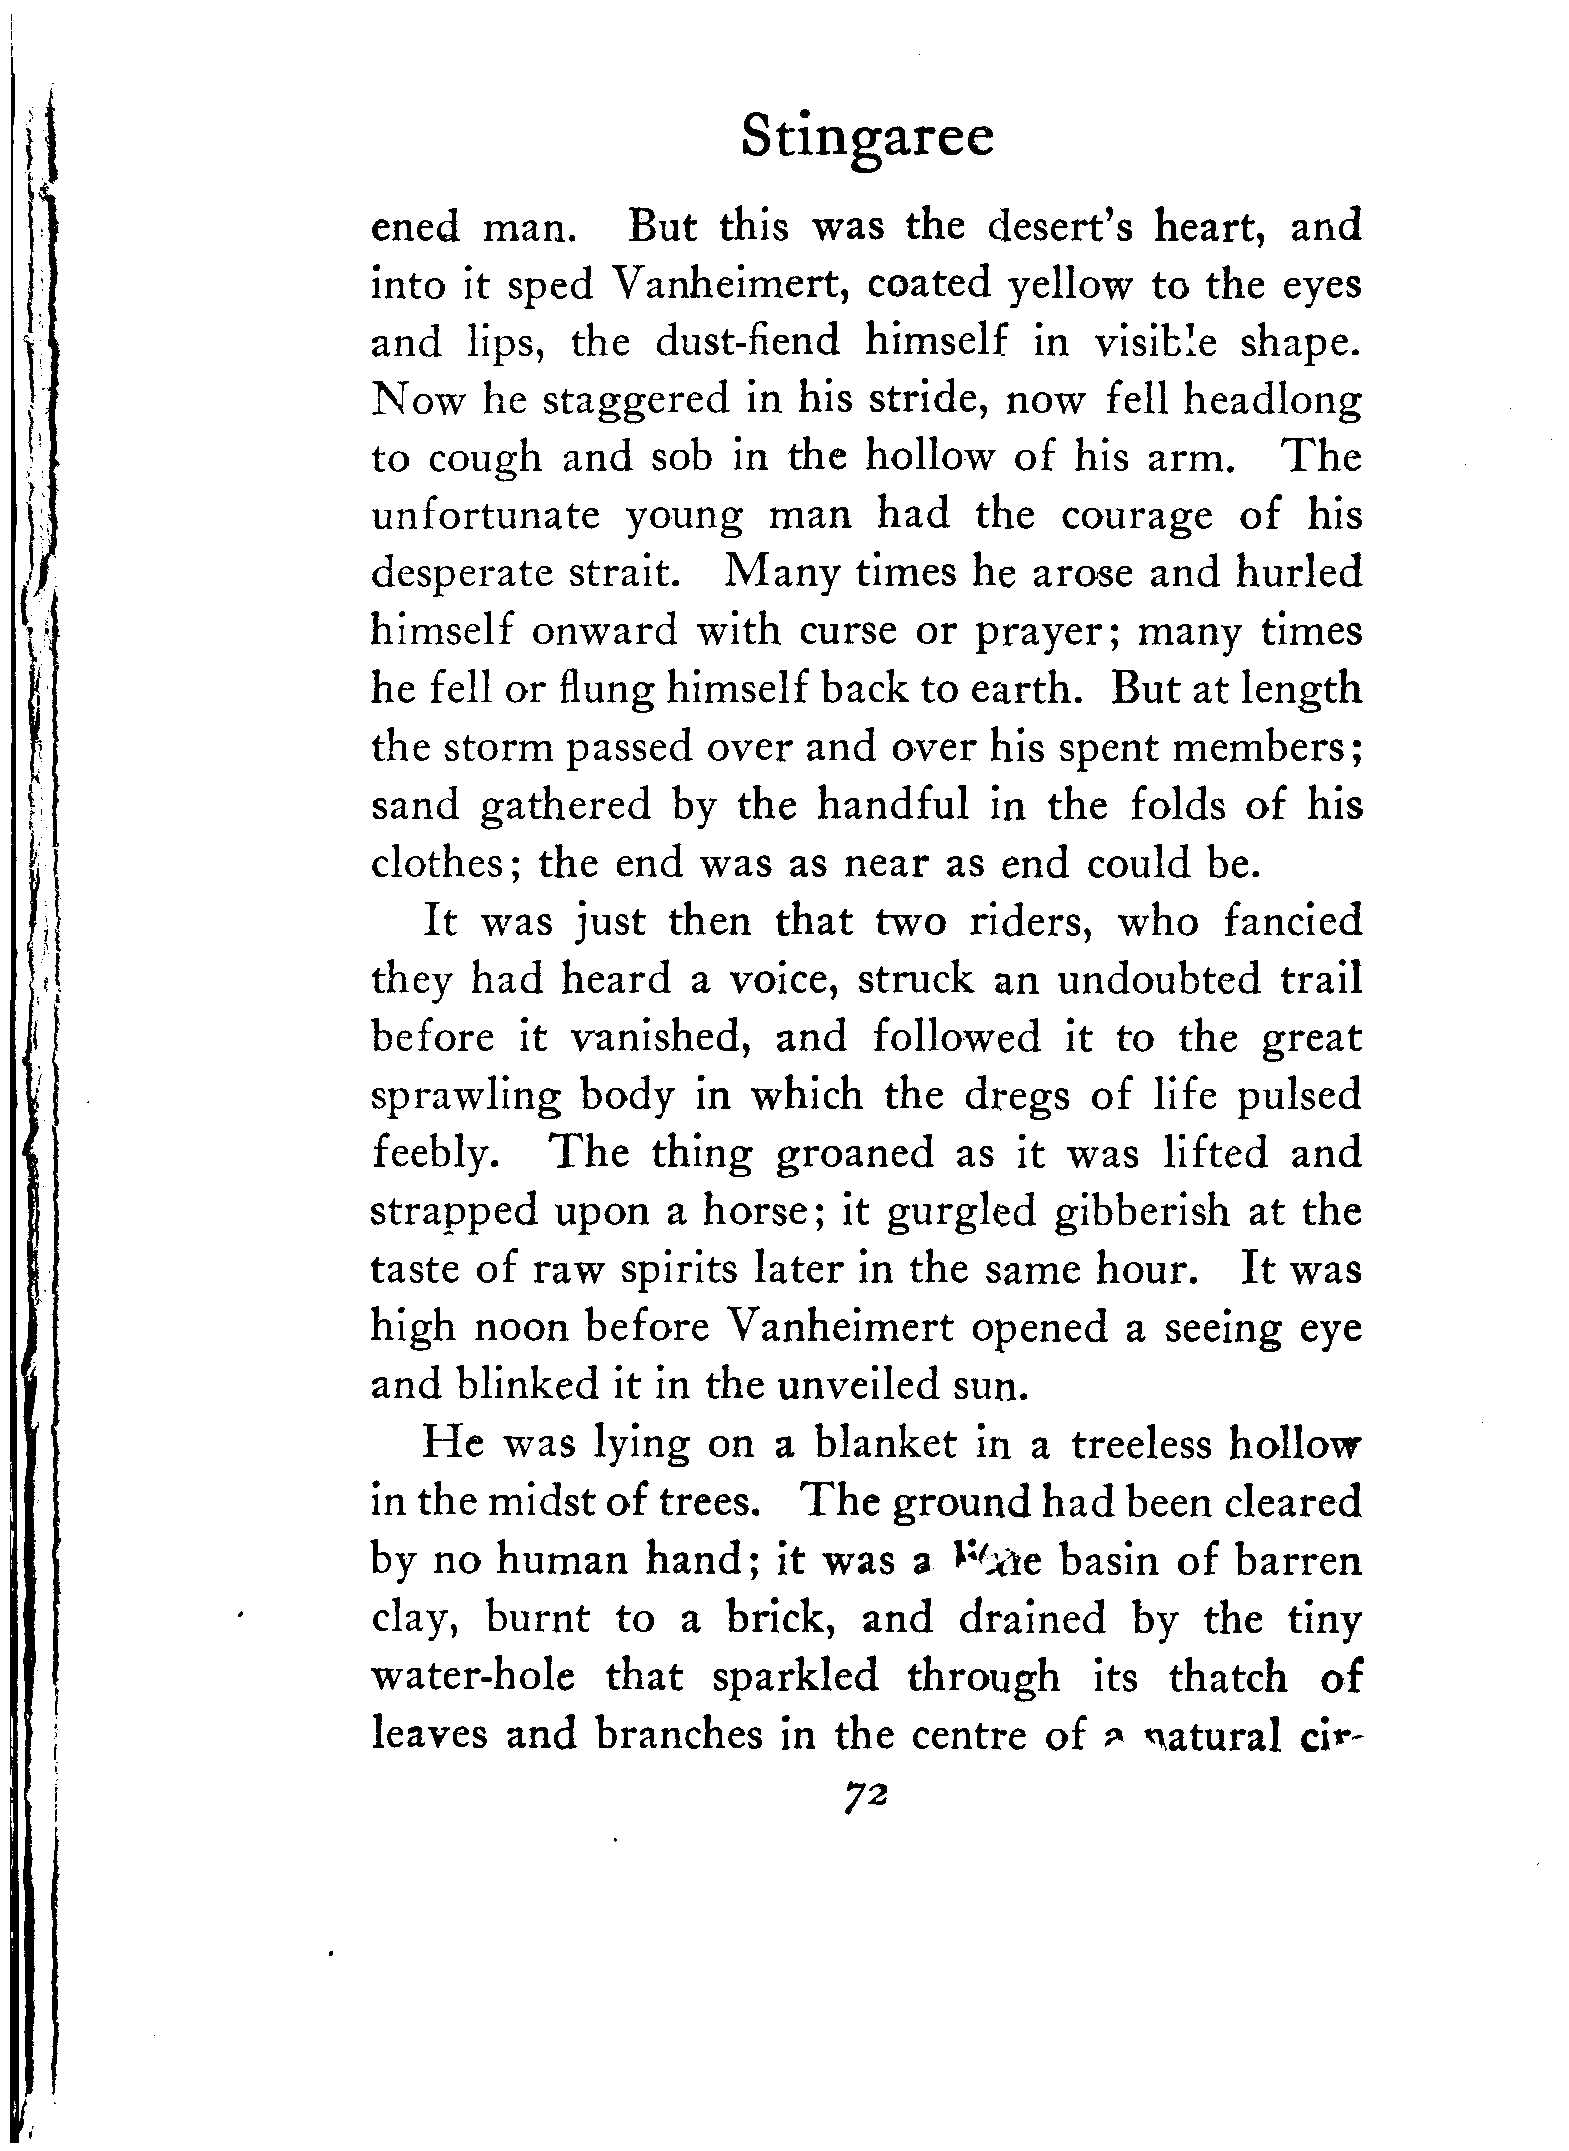 Stingaree
ened man. But this was the desert's heart, and
into it sped Vanheimert, coated yellow to the eyes
and lips, the dust-fiend himself in visible shape.
Now he staggered in his stride, now fell headlong
to cough and sob in the hollow of his arm. The
unfortunate young man had the courage of his
desperate strait. Many times he arose and hurled
himself onward with curse or prayer; many times
he fell or flung himself back to earth. But at length
the storm passed over and over his spent members;
sand gathered by the handful in the folds of his
clothes; the end was as near as end could be.
It was just then that two riders, who fancied
they had heard a voice, struck an undoubted trail
before it vanished, and followed it to the great
sprawling body in which the dregs of life pulsed
feebly. The thing groaned as it was lifted and
strapped upon a horse; it gurgled gibberish at the
taste of raw spirits later in the same hour. It was
high noon before Vanheimert opened a seeing eye
and blinked it in the unveiled sun.
He was lying on a blanket in a treeless hollow
in the midst of trees. The ground had been cleared
by no human hand; it was a basin of barren
clay, burnt to a brick, and drained by the tiny
water-hole that sparkled through its thatch of
leaves and branches in the centre of a natural cir-
72